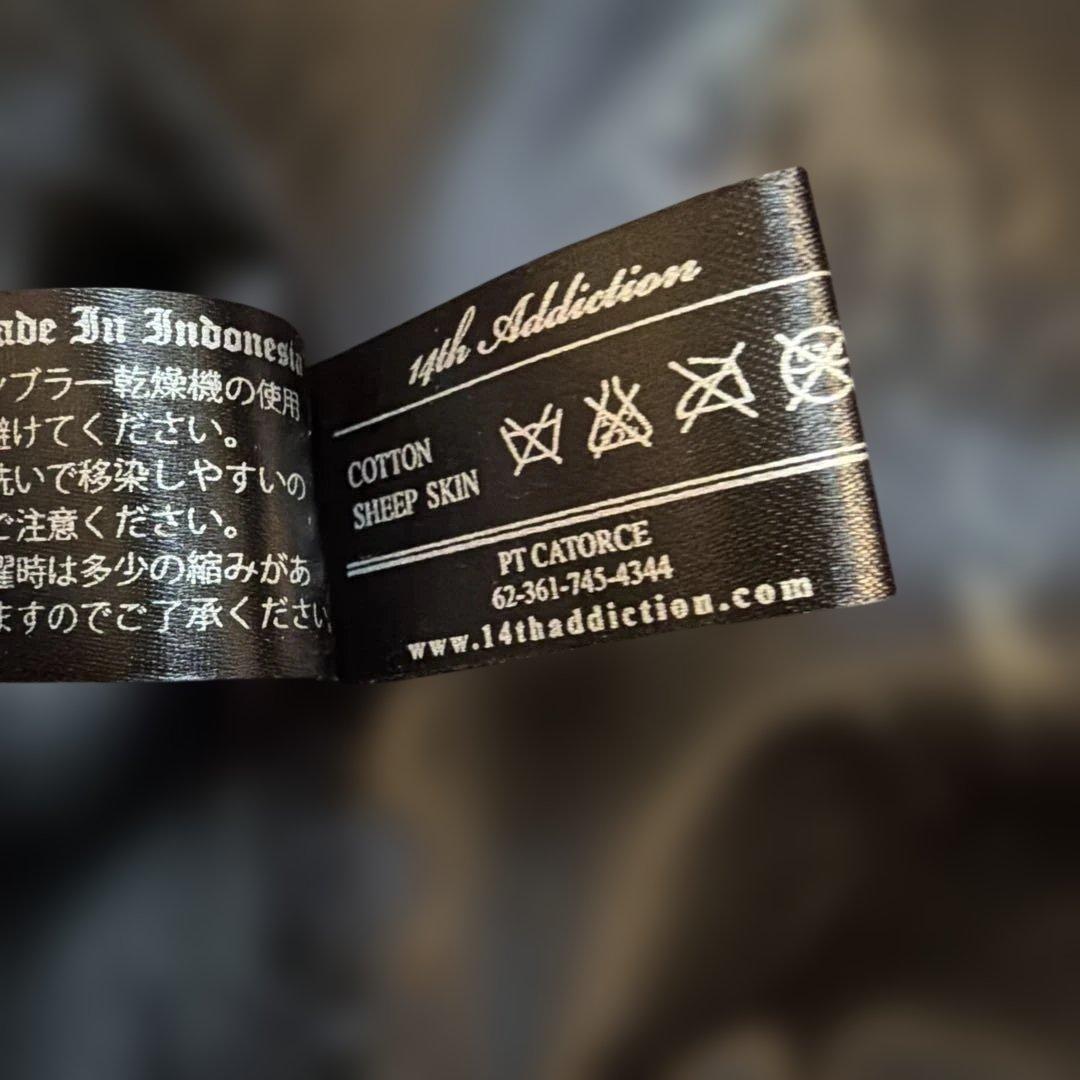 ade In Indonesia
ンブラー乾燥機の使用
避けてください。
洗いで移染しやすいの
ご注意ください。
濯時は多少の縮みがあ
ますのでご了承ください
14th Addiction
COTTON
SHEEP SKIN
PT CATORCE
62-361-745-4344
www.14thaddiction.com